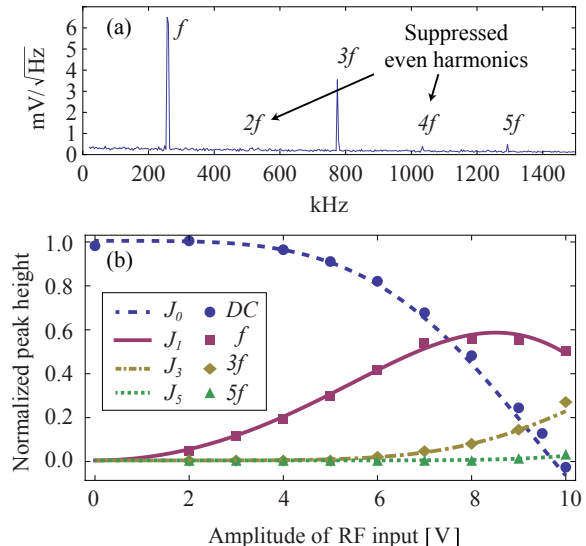 (a)
f
3f
Suppressed
even harmonics
2f
4f
5f
mV/√Hz
6
5
4
3
2
1
0
0 200 400 600 800 1000 1200 1400
kHz
(b)
Normalized peak height
1.0
0.8
0.6
0.4
0.2
0.0
J₀ DC
J₁ f
J₃ 3f
J₅ 5f
0 2 4 6 8 10
Amplitude of RF input [V]